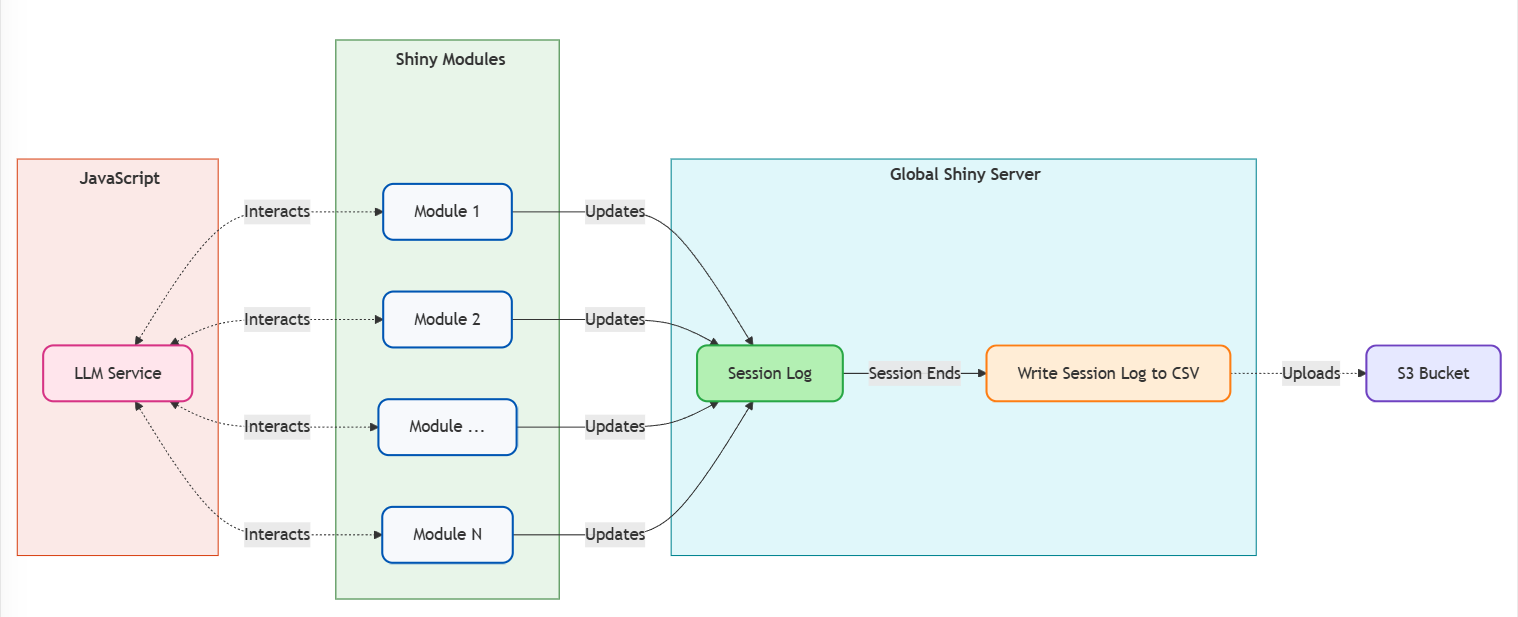 Shiny Modules
JavaScript
Global Shiny Server
Interacts
Module 1
Updates
Interacts
Module 2
Updates
LLM Service
Session Log
Session Ends
Write Session Log to CSV
Uploads
S3 Bucket
Interacts
Module ...
Updates
Interacts
Module N
Updates